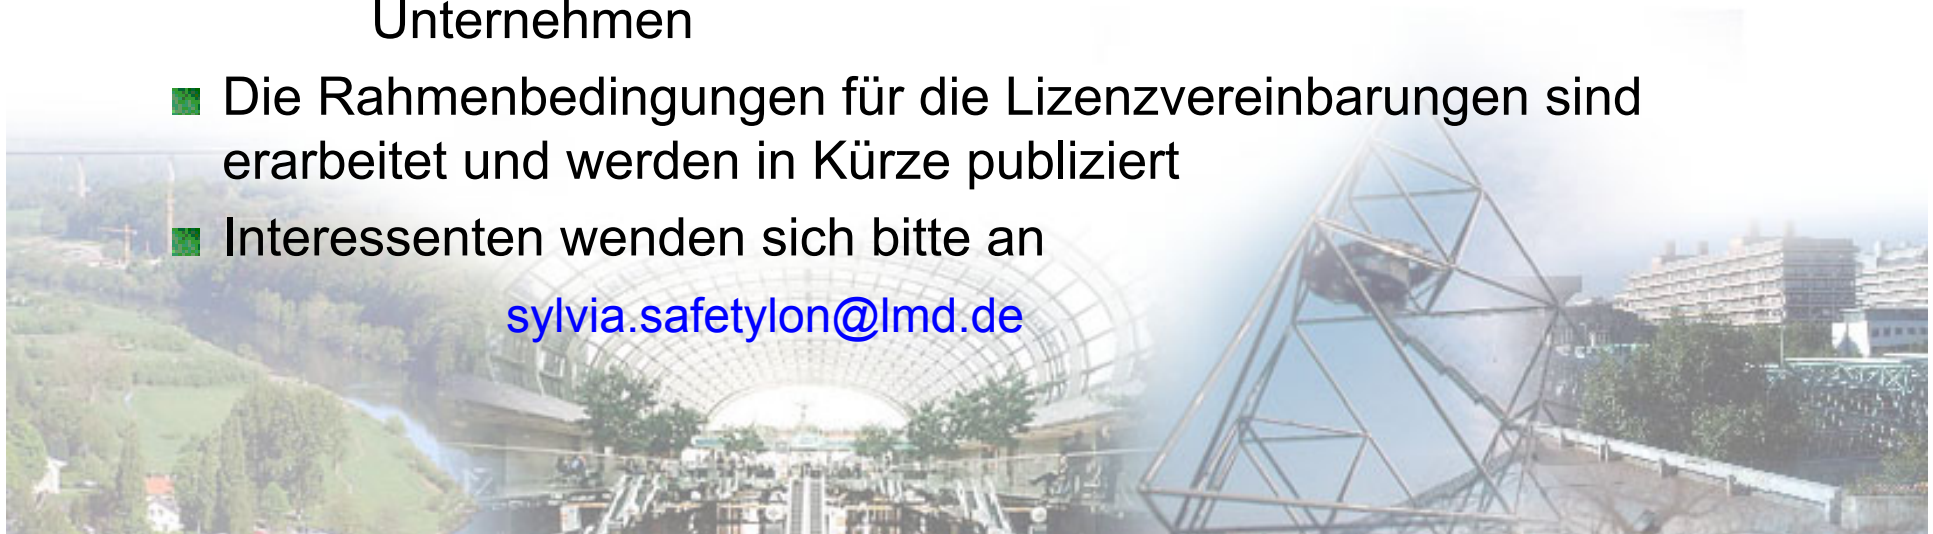 Unternehmen
Die Rahmenbedingungen für die Lizenzvereinbarungen sind
erarbeitet und werden in Kürze publiziert
Interessenten wenden sich bitte an
sylvia.safetylon@lmd.de